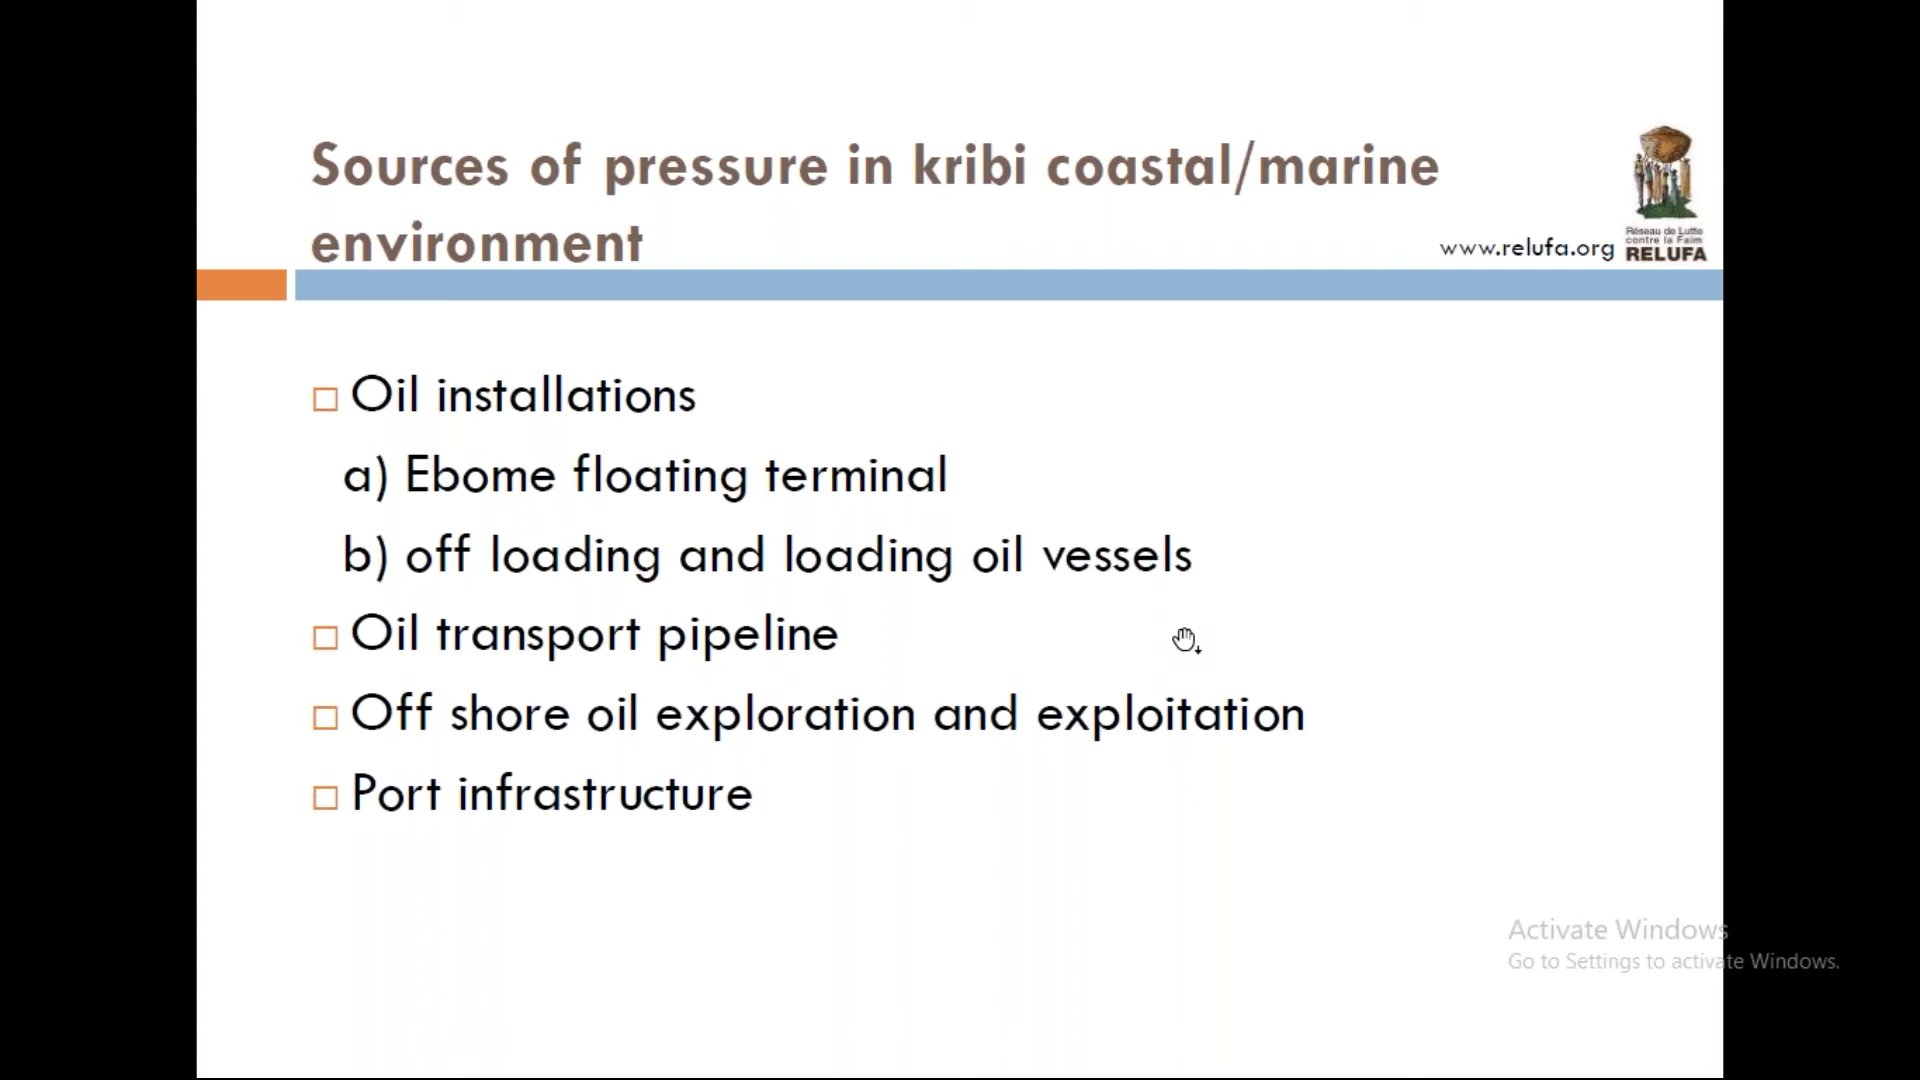 Sources of pressure in kribi coastal/marine
environment
www.relufa.org
Réseau de Lutte
contre la Faim
RELUFA
Oil installations
a) Ebome floating terminal
b) off loading and loading oil vessels
Oil transport pipeline
Off shore oil exploration and exploitation
Port infrastructure
Activate Windows
Go to Settings to activate Windows.